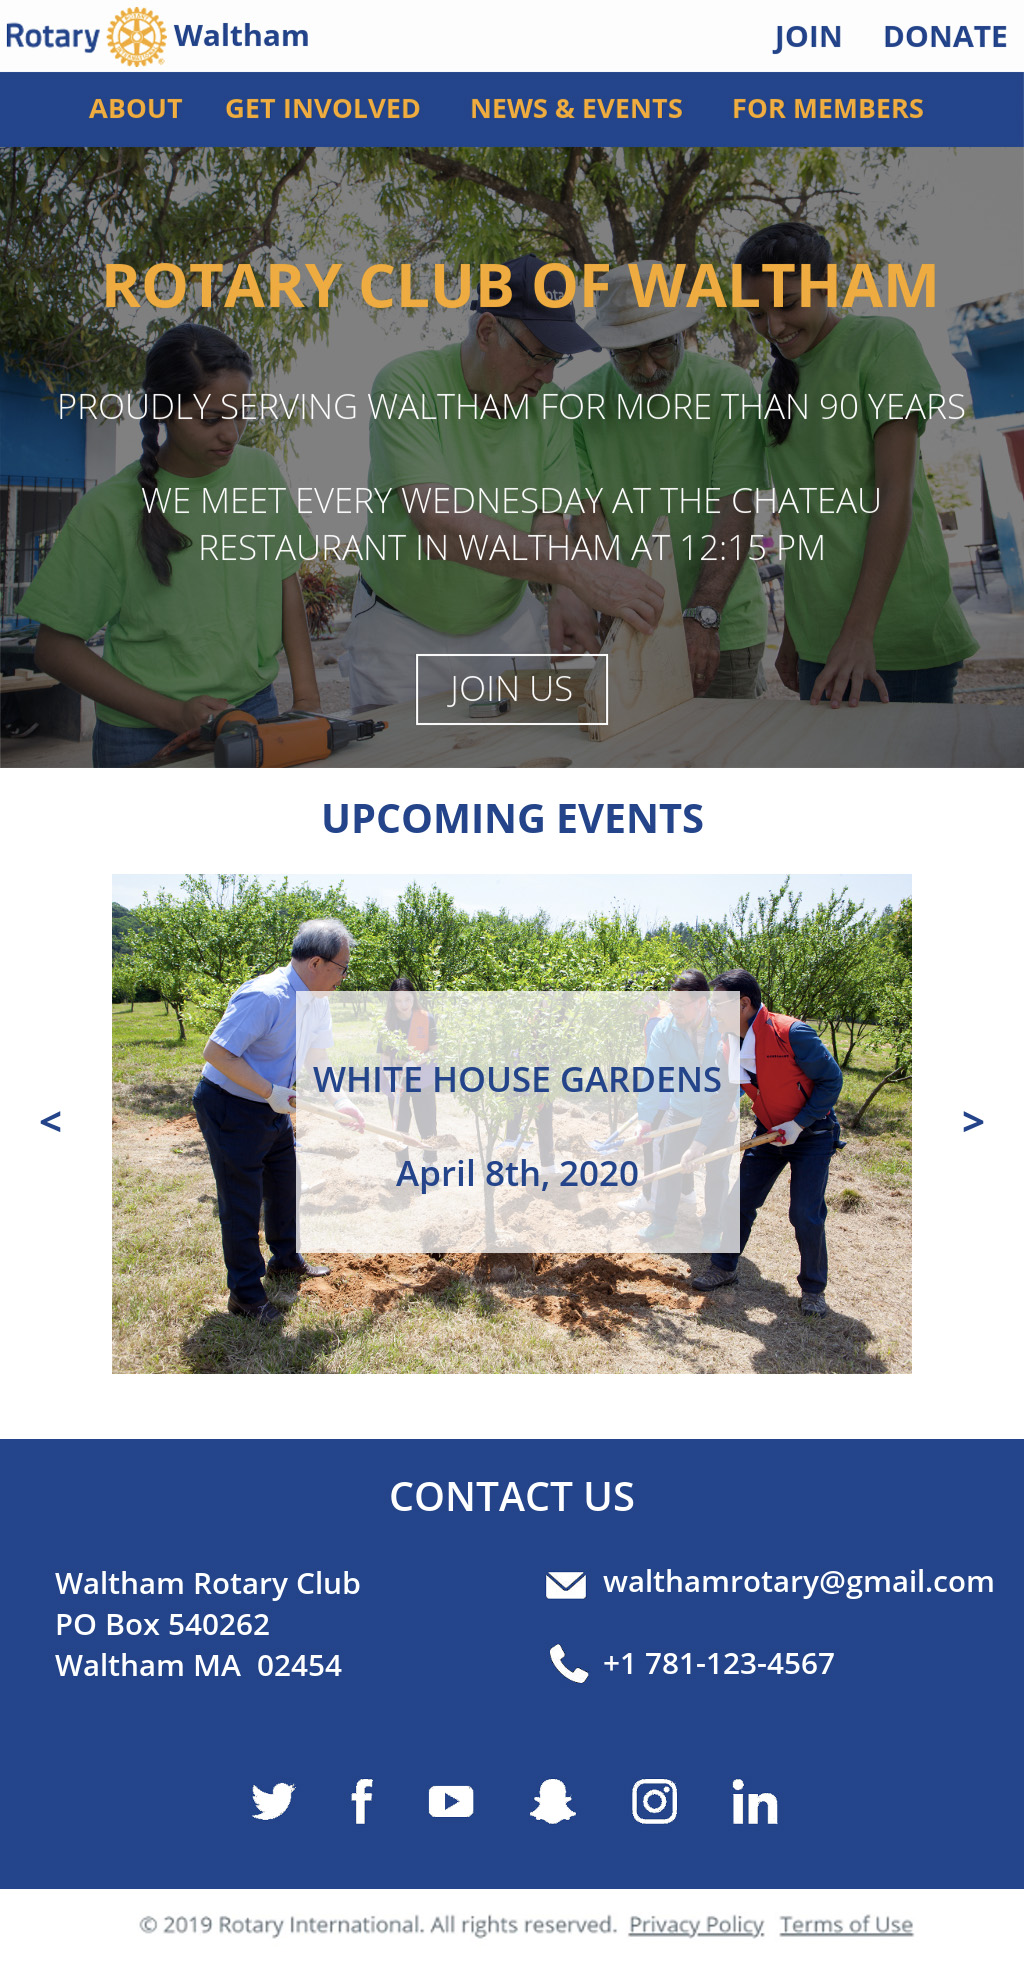 Rotary Waltham JOIN DONATE
ABOUT GET INVOLVED NEWS & EVENTS FOR MEMBERS
ROTARY CLUB OF WALTHAM
PROUDLY SERVING WALTHAM FOR MORE THAN 90 YEARS
WE MEET EVERY WEDNESDAY AT THE CHATEAU
RESTAURANT IN WALTHAM AT 12:15 PM
JOIN US
UPCOMING EVENTS
WHITE HOUSE GARDENS
April 8th, 2020
< >
CONTACT US
Waltham Rotary Club
PO Box 540262
Waltham MA 02454
walthamrotary@gmail.com
+1 781-123-4567
© 2019 Rotary International. All rights reserved. Privacy Policy Terms of Use